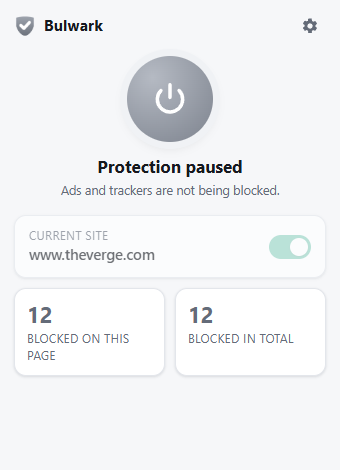 Bulwark
Protection paused
Ads and trackers are not being blocked.
CURRENT SITE
www.theverge.com
12
BLOCKED ON THIS
PAGE
12
BLOCKED IN TOTAL